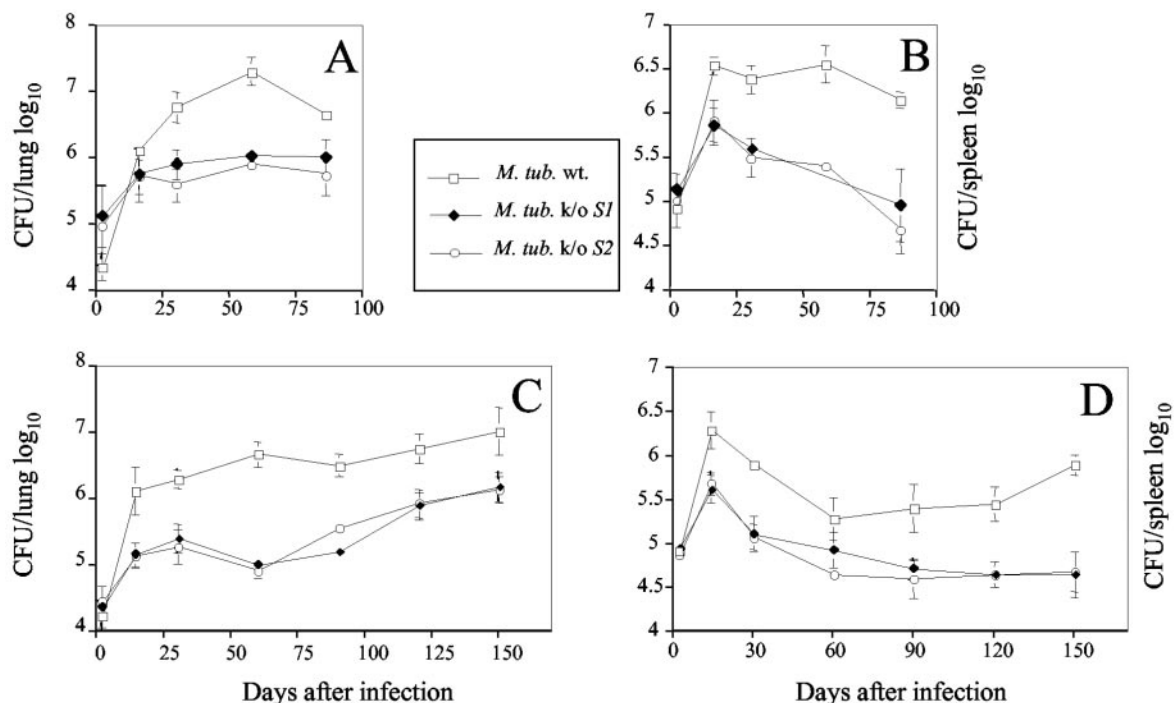 A
CFU/lung log₁₀
8
7
6
5
4
0 25 50 75 100
M. tub. wt.
M. tub. k/o S1
M. tub. k/o S2
B
CFU/spleen log₁₀
7
6.5
6
5.5
5
4.5
4
0 25 50 75 100
C
CFU/lung log₁₀
8
7
6
5
4
0 25 50 75 100 125 150
Days after infection
D
CFU/spleen log₁₀
7
6.5
6
5.5
5
4.5
4
0 30 60 90 120 150
Days after infection